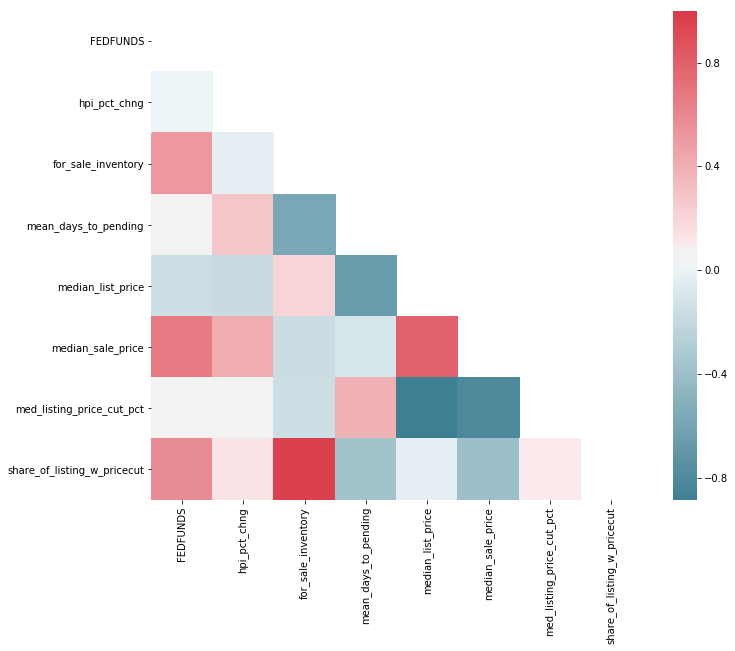 FEDFUNDS
hpi_pct_chng
for_sale_inventory
mean_days_to_pending
median_list_price
median_sale_price
med_listing_price_cut_pct
share_of_listing_w_pricecut
FEDFUNDS
hpi_pct_chng
for_sale_inventory
mean_days_to_pending
median_list_price
median_sale_price
med_listing_price_cut_pct
share_of_listing_w_pricecut
0.8
0.4
0.0
−0.4
−0.8